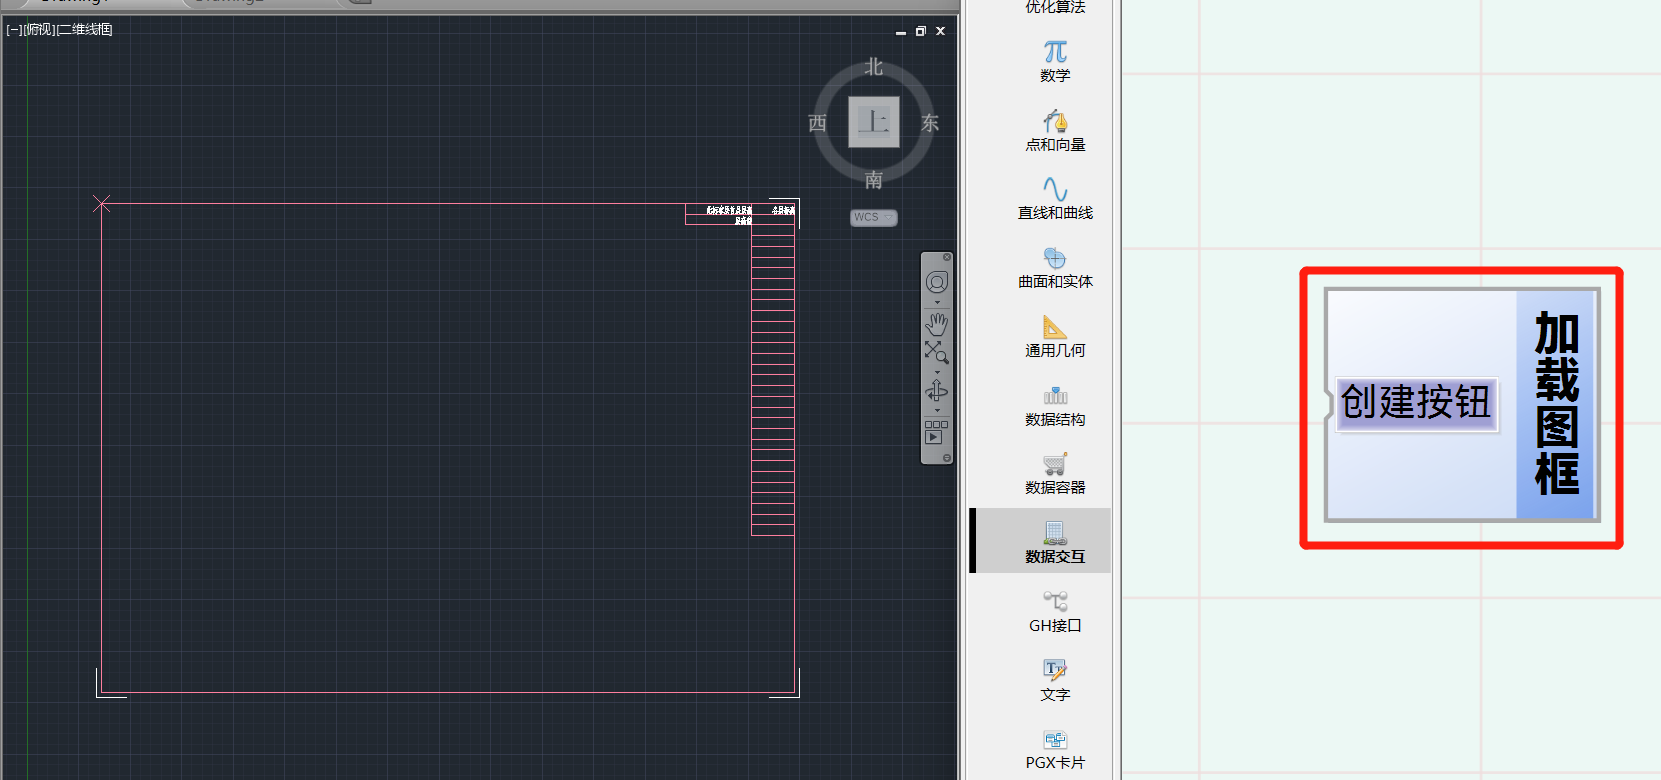 [−][俯视][二维线框]
北
西
上
东
南
WCS
优化算法
数学
点和向量
直线和曲线
曲面和实体
通用几何
数据结构
数据容器
数据交互
GH接口
文字
PGX卡片
创建按钮
加载图框